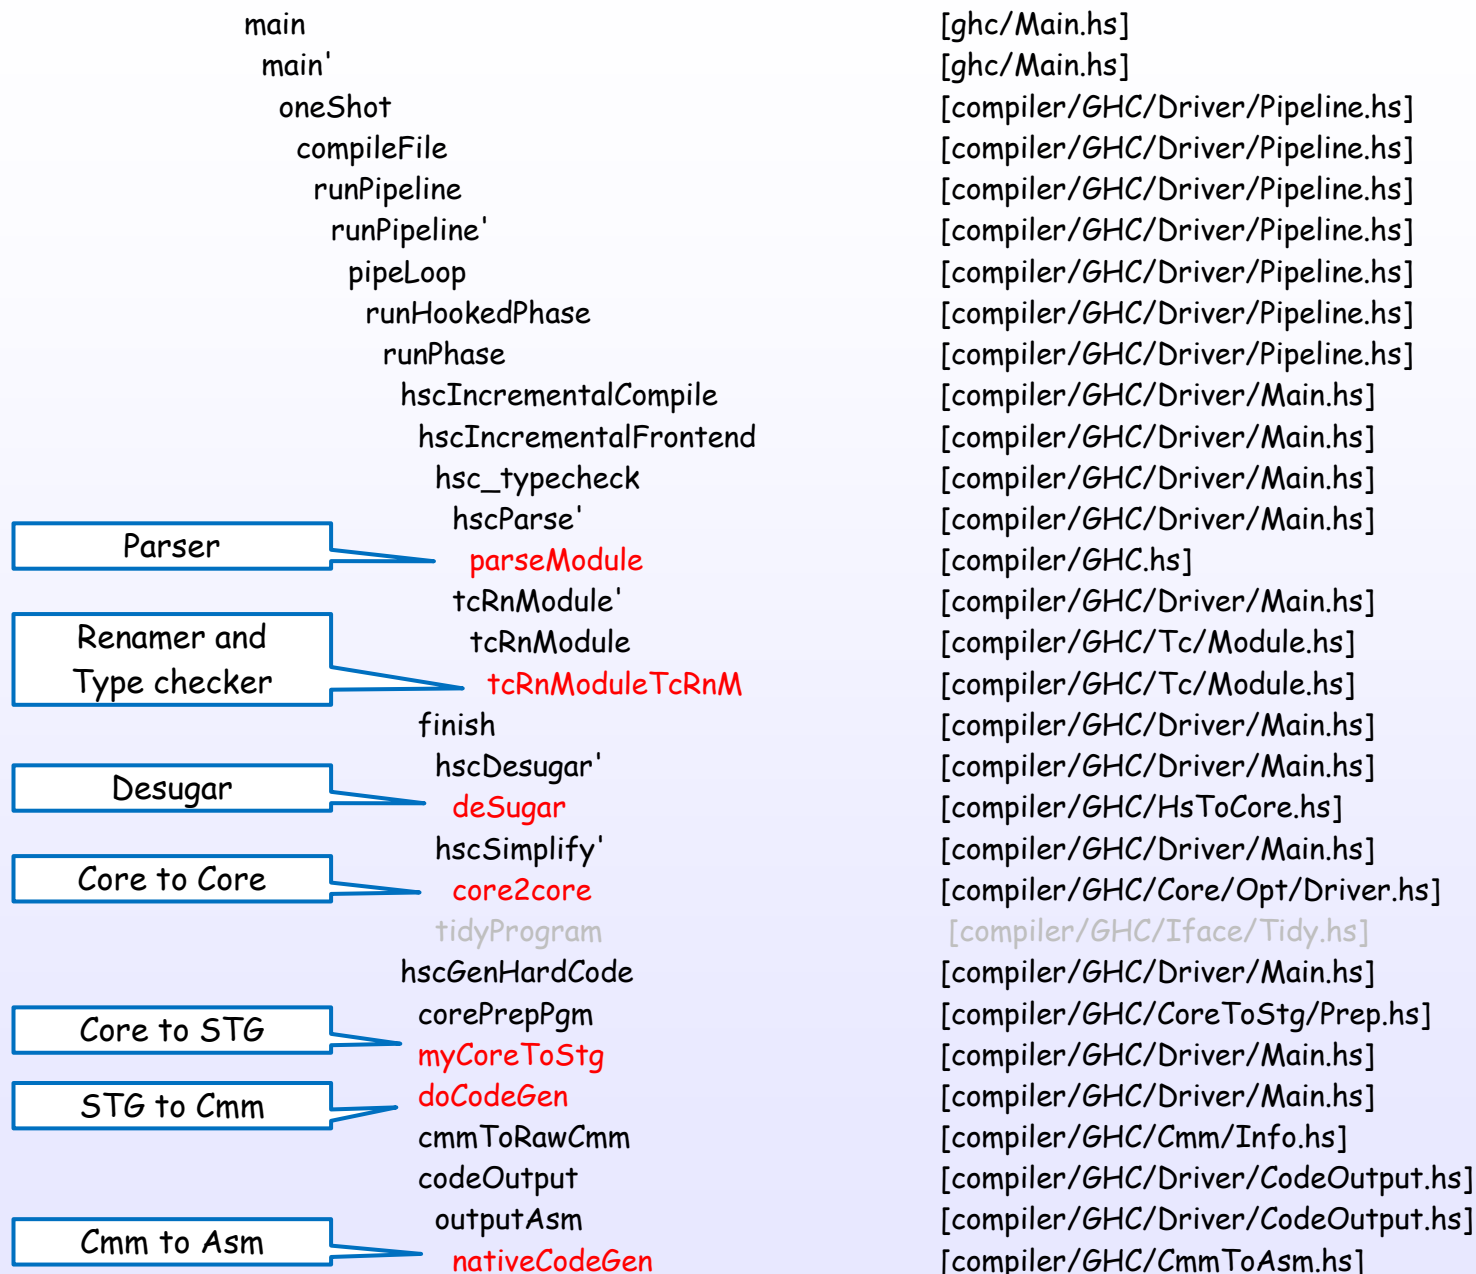 main [ghc/Main.hs]
main' [ghc/Main.hs]
oneShot [compiler/GHC/Driver/Pipeline.hs]
compileFile [compiler/GHC/Driver/Pipeline.hs]
runPipeline [compiler/GHC/Driver/Pipeline.hs]
runPipeline' [compiler/GHC/Driver/Pipeline.hs]
pipeLoop [compiler/GHC/Driver/Pipeline.hs]
runHookedPhase [compiler/GHC/Driver/Pipeline.hs]
runPhase [compiler/GHC/Driver/Pipeline.hs]
hscIncrementalCompile [compiler/GHC/Driver/Main.hs]
hscIncrementalFrontend [compiler/GHC/Driver/Main.hs]
hsc_typecheck [compiler/GHC/Driver/Main.hs]
hscParse' [compiler/GHC/Driver/Main.hs]
Parser
parseModule [compiler/GHC.hs]
tcRnModule' [compiler/GHC/Driver/Main.hs]
Renamer and
tcRnModule [compiler/GHC/Tc/Module.hs]
Type checker
tcRnModuleTcRnM [compiler/GHC/Tc/Module.hs]
finish [compiler/GHC/Driver/Main.hs]
hscDesugar' [compiler/GHC/Driver/Main.hs]
Desugar
deSugar [compiler/GHC/HsToCore.hs]
hscSimplify' [compiler/GHC/Driver/Main.hs]
Core to Core
core2core [compiler/GHC/Core/Opt/Driver.hs]
tidyProgram [compiler/GHC/Iface/Tidy.hs]
hscGenHardCode [compiler/GHC/Driver/Main.hs]
corePrepPgm [compiler/GHC/CoreToStg/Prep.hs]
Core to STG
myCoreToStg [compiler/GHC/Driver/Main.hs]
doCodeGen [compiler/GHC/Driver/Main.hs]
STG to Cmm
cmmToRawCmm [compiler/GHC/Cmm/Info.hs]
codeOutput [compiler/GHC/Driver/CodeOutput.hs]
outputAsm [compiler/GHC/Driver/CodeOutput.hs]
Cmm to Asm
nativeCodeGen [compiler/GHC/CmmToAsm.hs]